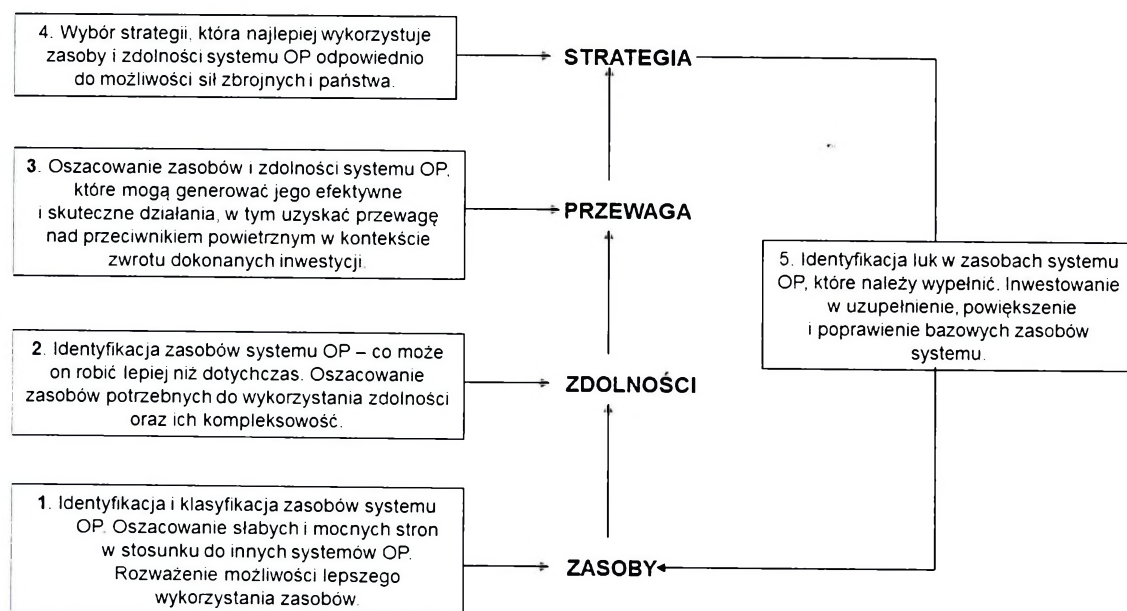 4. Wybór strategii, która najlepiej wykorzystuje
zasoby i zdolności systemu OP odpowiednio
do możliwości sił zbrojnych i państwa.
STRATEGIA
3. Oszacowanie zasobów i zdolności systemu OP,
które mogą generować jego efektywne
i skuteczne działania, w tym uzyskać przewagę
nad przeciwnikiem powietrznym w kontekście
zwrotu dokonanych inwestycji.
PRZEWAGA
5. Identyfikacja luk w zasobach systemu
OP, które należy wypełnić. Inwestowanie
w uzupełnienie, powiększenie
i poprawienie bazowych zasobów
systemu.
2. Identyfikacja zasobów systemu OP – co może
on robić lepiej niż dotychczas. Oszacowanie
zasobów potrzebnych do wykorzystania zdolności
oraz ich kompleksowość.
ZDOLNOŚCI
1. Identyfikacja i klasyfikacja zasobów systemu
OP. Oszacowanie słabych i mocnych stron
w stosunku do innych systemów OP.
Rozważenie możliwości lepszego
wykorzystania zasobów.
ZASOBY